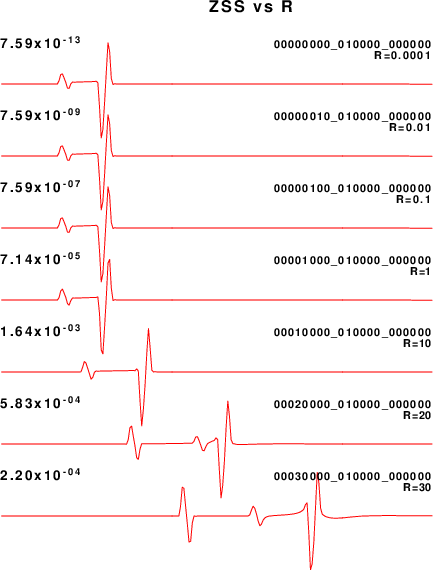 ZSS vs R
7.59x10-13 00000000_010000_000000
R=0.0001
7.59x10-09 00000010_010000_000000
R=0.01
7.59x10-07 00000100_010000_000000
R=0.1
7.14x10-05 00001000_010000_000000
R=1
1.64x10-03 00010000_010000_000000
R=10
5.83x10-04 00020000_010000_000000
R=20
2.20x10-04 00030000_010000_000000
R=30